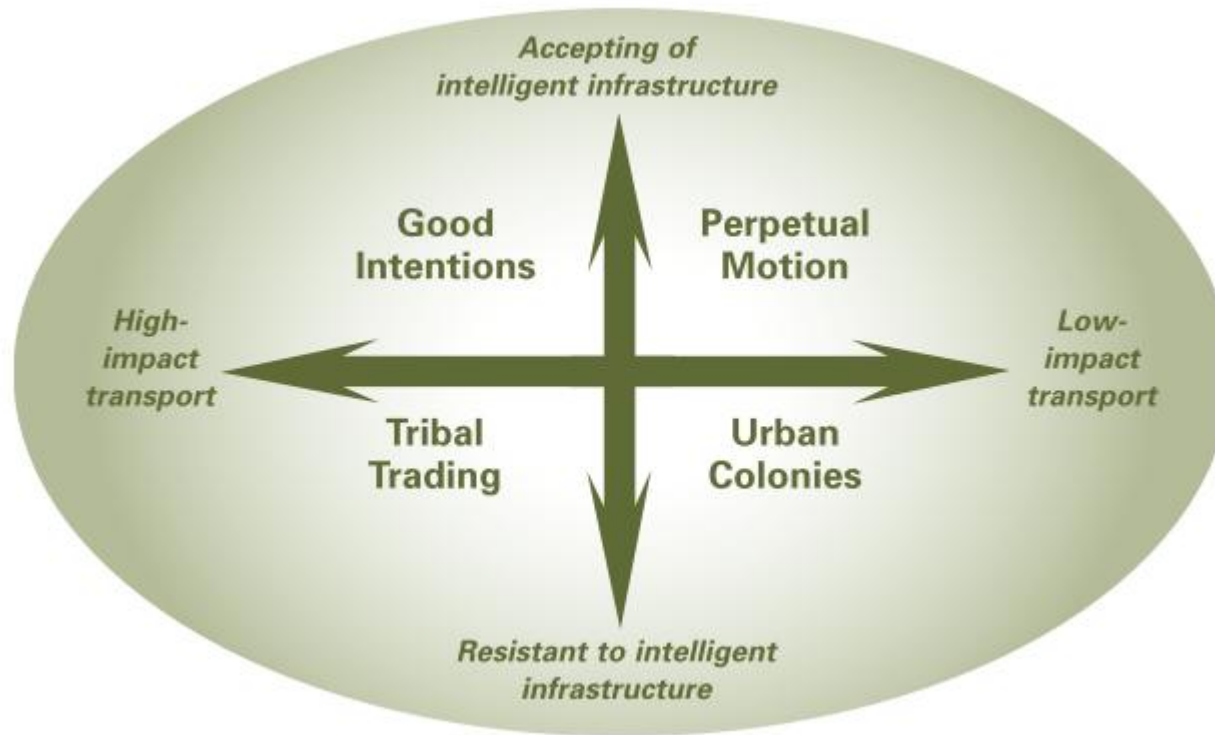 Accepting of
intelligent infrastructure
Good
Intentions
Perpetual
Motion
High-
impact
transport
Low-
impact
transport
Tribal
Trading
Urban
Colonies
Resistant to intelligent
infrastructure